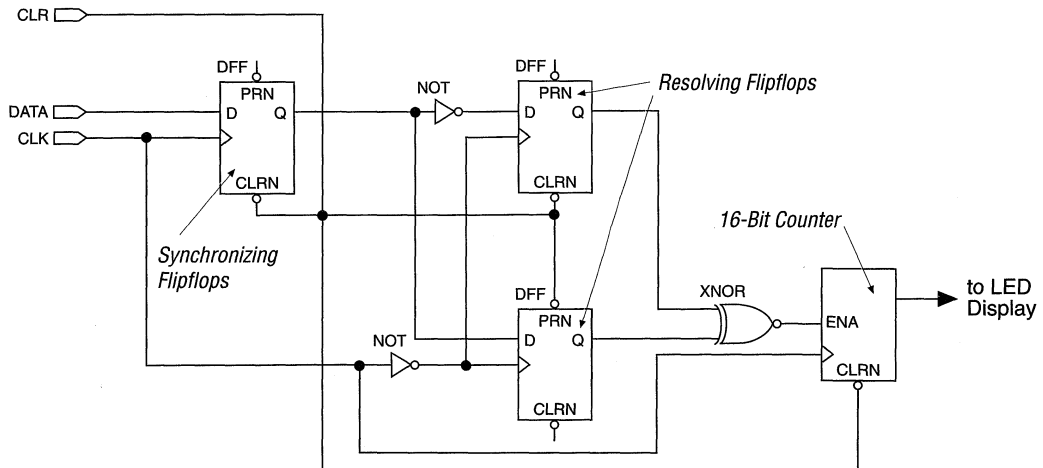 CLR
DFF
PRN
D Q
CLRN
DATA
CLK
NOT
DFF
PRN
D Q
CLRN
Resolving Flipflops
Synchronizing
Flipflops
16-Bit Counter
DFF
PRN
D Q
CLRN
NOT
XNOR
ENA
CLRN
to LED
Display